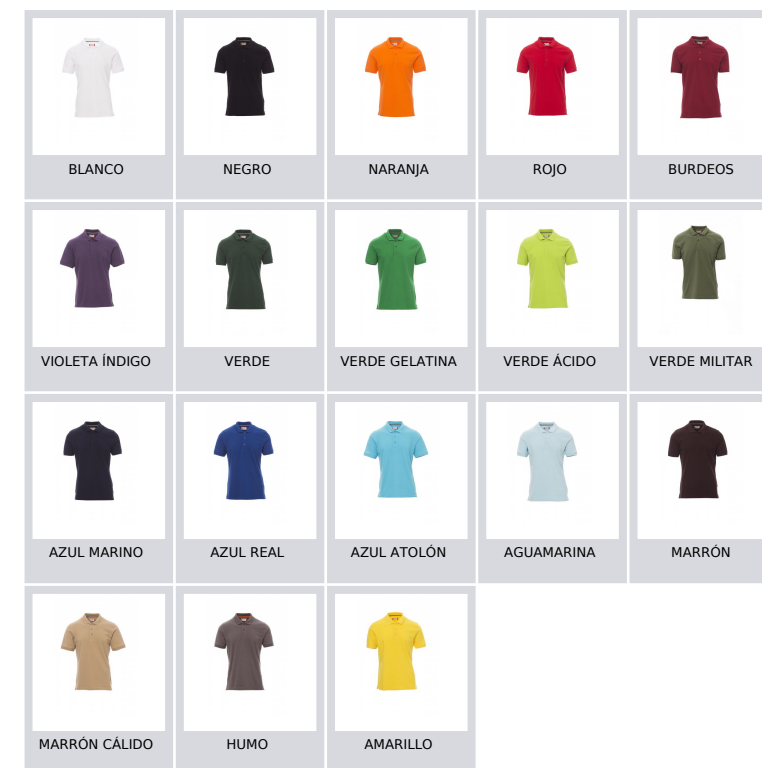 BLANCO
NEGRO
NARANJA
ROJO
BURDEOS
VIOLETA ÍNDIGO
VERDE
VERDE GELATINA
VERDE ÁCIDO
VERDE MILITAR
AZUL MARINO
AZUL REAL
AZUL ATOLÓN
AGUAMARINA
MARRÓN
MARRÓN CÁLIDO
HUMO
AMARILLO